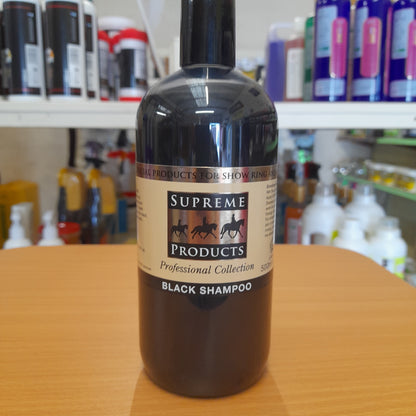 PRODUCTS FOR SHOW RING
SUPREME
PRODUCTS
Professional Collection
BLACK SHAMPOO